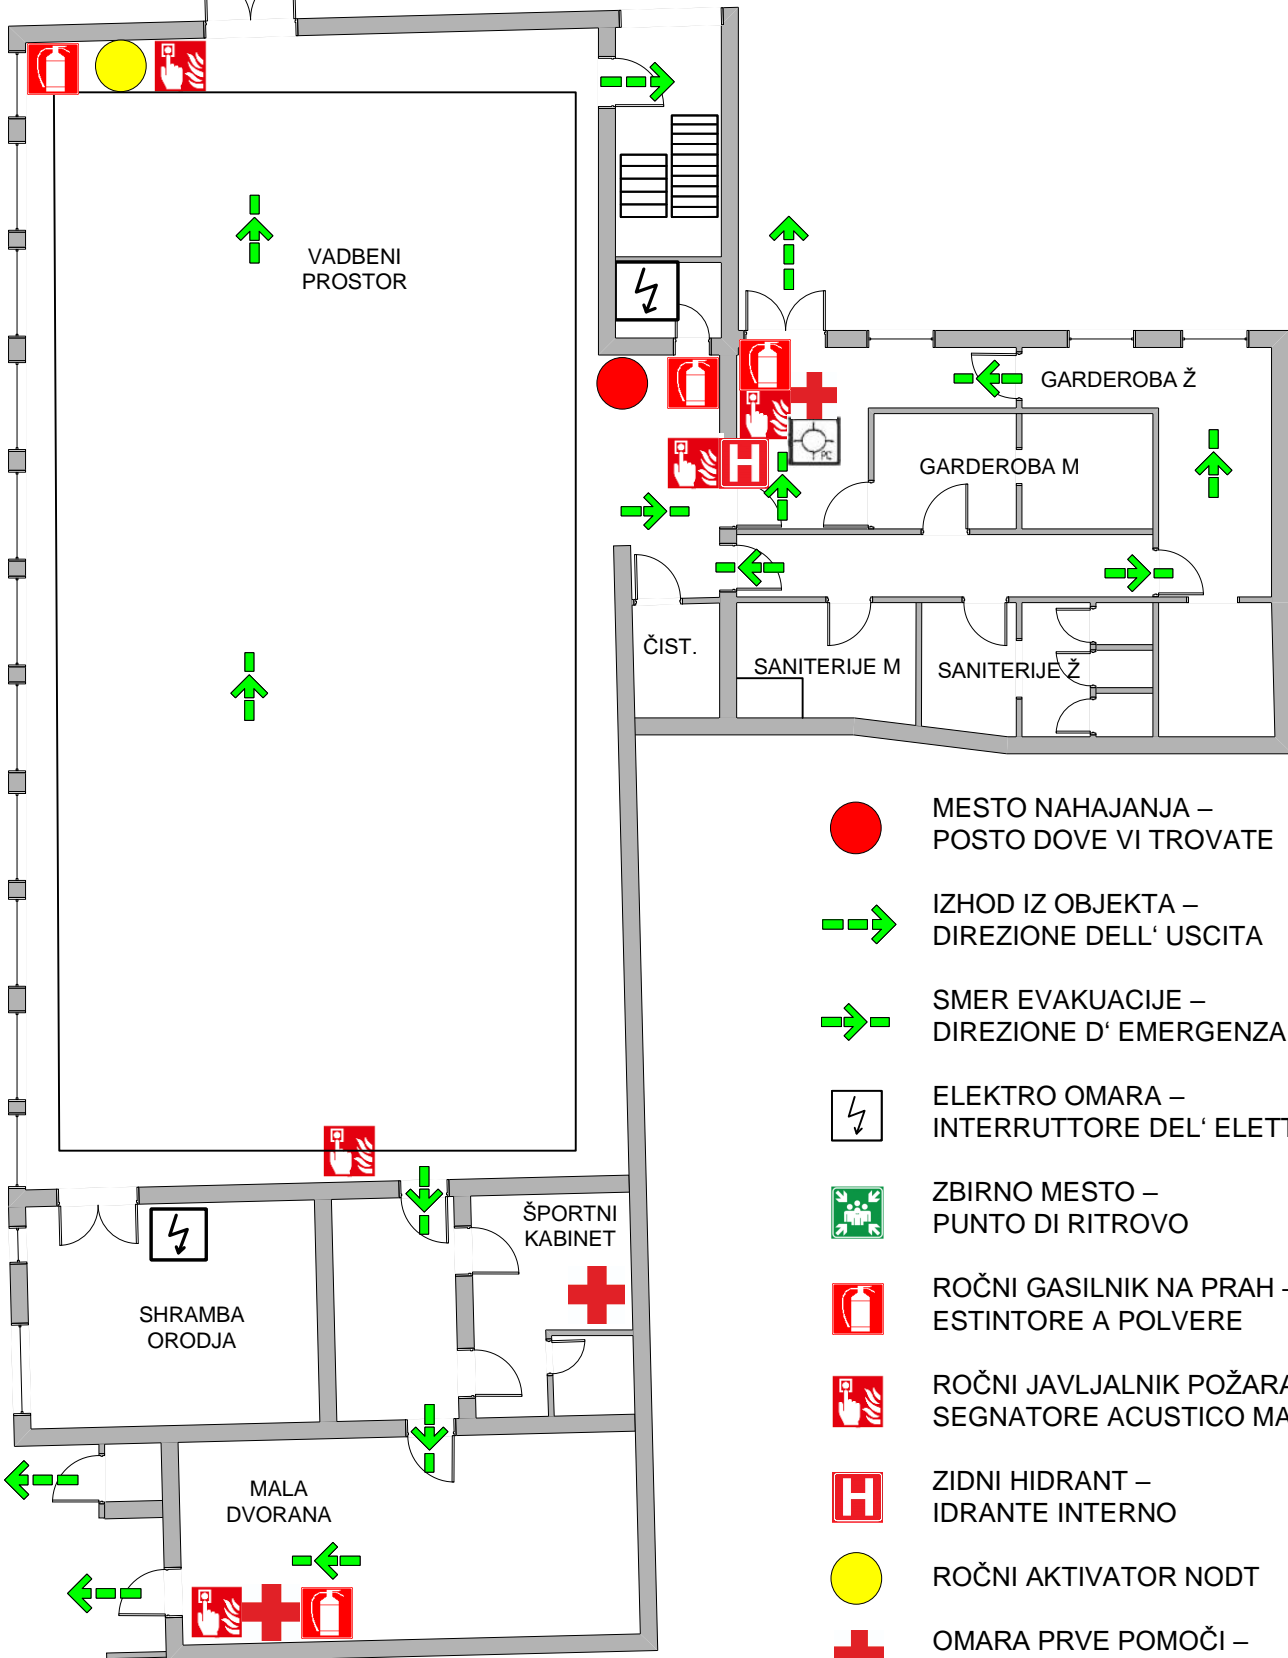 VADBENI
PROSTOR
GARDEROBA Ž
GARDEROBA M
PC
ČIST.
SANITERIJE M
SANITERIJE Ž
ŠPORTNI
KABINET
SHRAMBA
ORODJA
MALA
DVORANA
H
MESTO NAHAJANJA –
POSTO DOVE VI TROVATE
IZHOD IZ OBJEKTA –
DIREZIONE DELL‘ USCITA
SMER EVAKUACIJE –
DIREZIONE D‘ EMERGENZA
ELEKTRO OMARA –
INTERRUTTORE DEL‘ ELETT
ZBIRNO MESTO –
PUNTO DI RITROVO
ROČNI GASILNIK NA PRAH –
ESTINTORE A POLVERE
ROČNI JAVLJALNIK POŽARA
SEGNATORE ACUSTICO MA
H
ZIDNI HIDRANT –
IDRANTE INTERNO
ROČNI AKTIVATOR NODT
OMARA PRVE POMOČI –